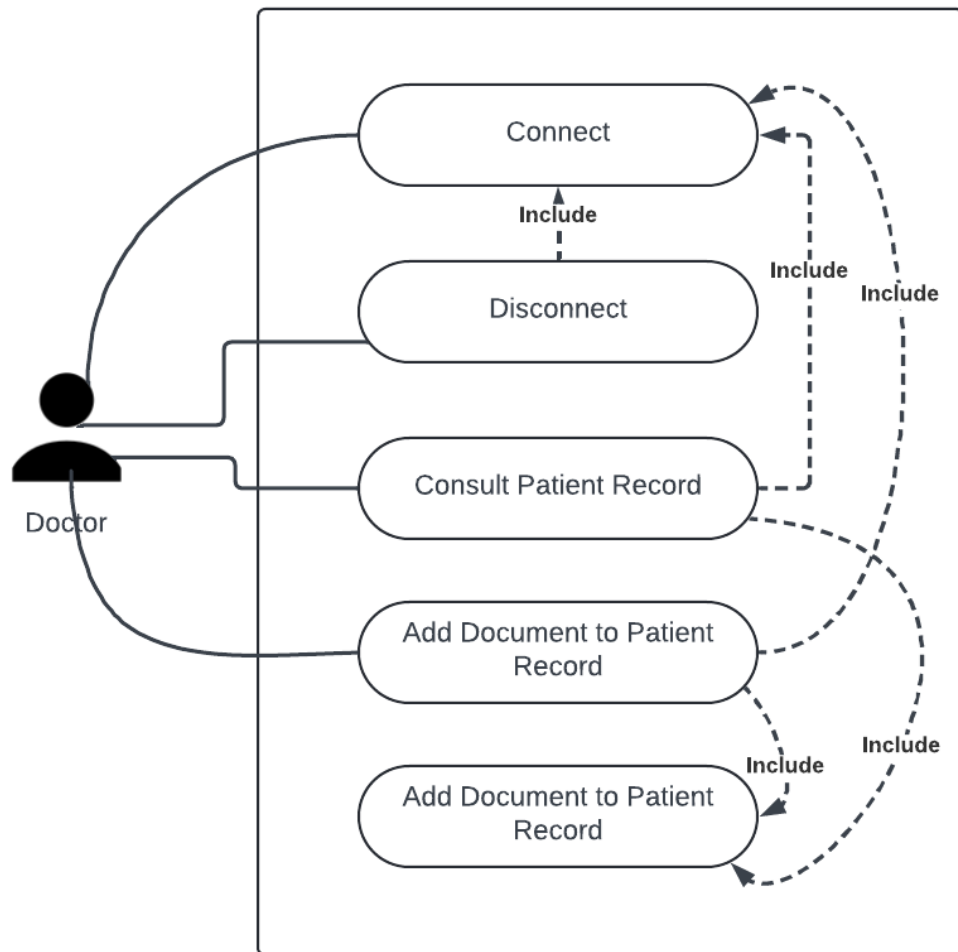 Connect
Include
Disconnect
Include
Include
Consult Patient Record
Doctor
Add Document to Patient
Record
Include
Include
Add Document to Patient
Record